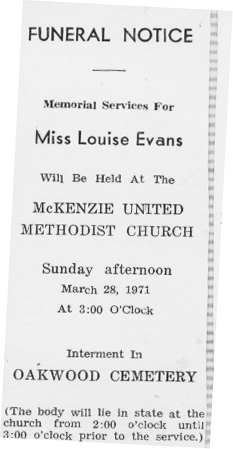 FUNERAL NOTICE
Memorial Services For
Miss Louise Evans
Will Be Held At The
McKENZIE UNITED
METHODIST CHURCH
Sunday afternoon
March 28, 1971
At 3:00 O'Clock
Interment In
OAKWOOD CEMETERY
(The body will lie in state at the
church from 2:00 o'clock until
3:00 o'clock prior to the service.)